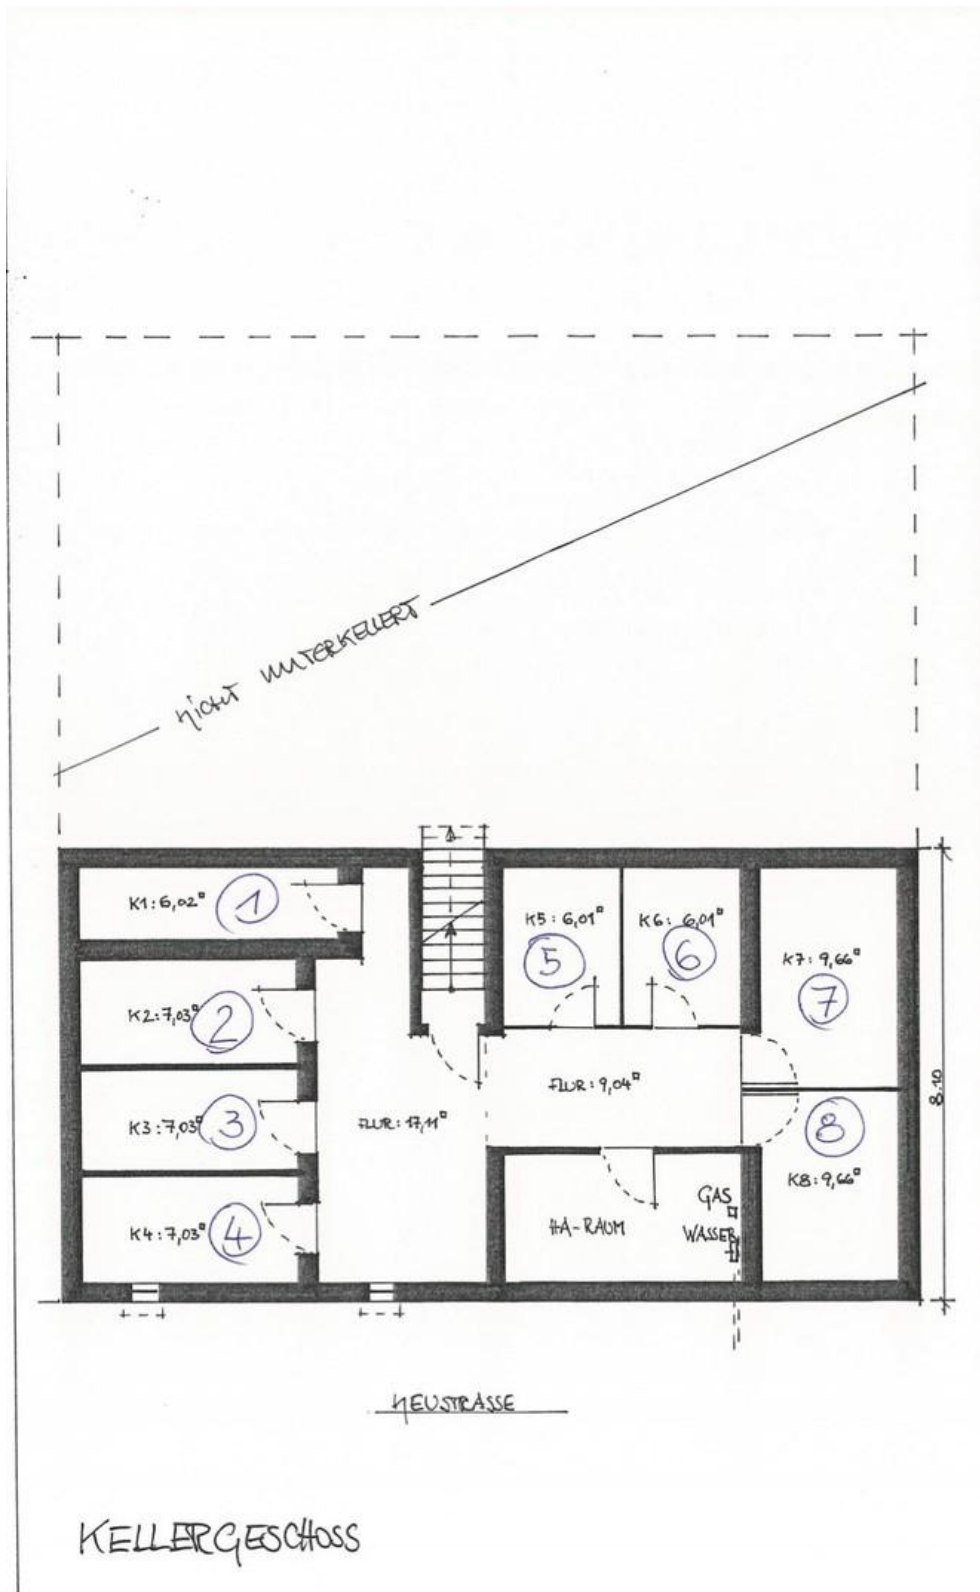 NICHT UNTERKELLERT
K1: 6,02□ 1
K5: 6,01□ K6: 6,01□
5 6
K7: 9,66□
7
K2: 7,03□ 2
FLUR: 9,04□
8.10
K3: 7,03□ 3
FLUR: 17,11□
8
K8: 9,66□
K4: 7,03□ 4
HA-RAUM
GAS
WASSER
NEUSTRASSE
KELLERGESCHOSS